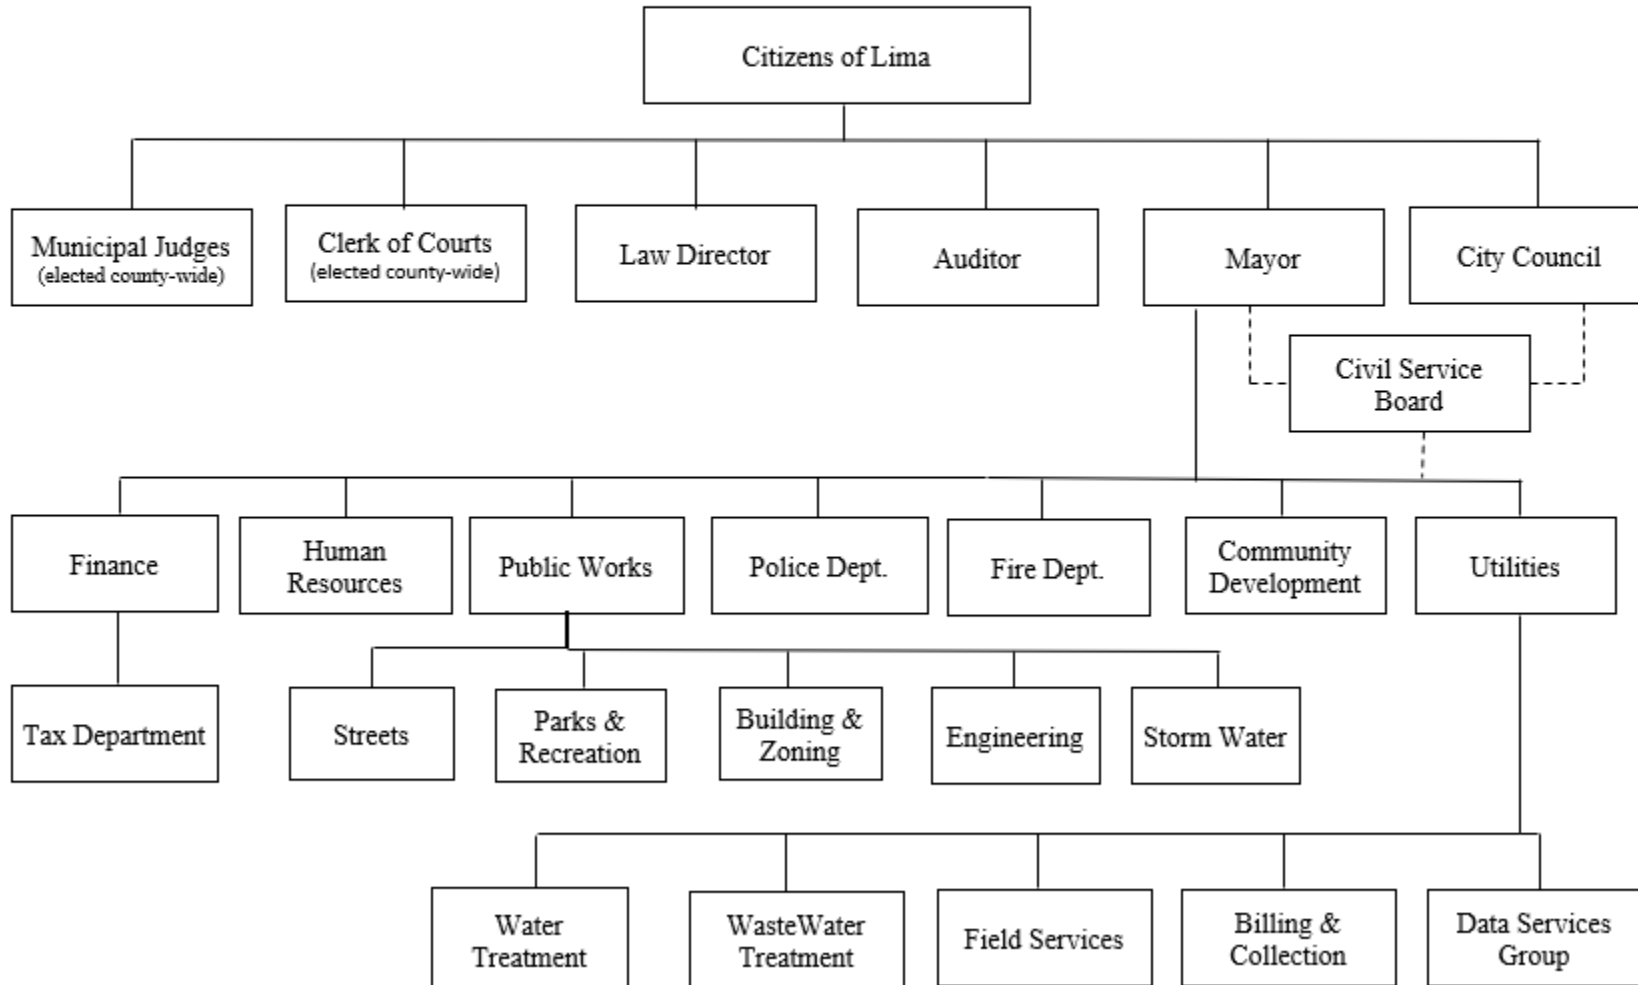 Citizens of Lima
Municipal Judges
(elected county-wide)
Clerk of Courts
(elected county-wide)
Law Director
Auditor
Mayor
City Council
Civil Service
Board
Finance
Human
Resources
Public Works
Police Dept.
Fire Dept.
Community
Development
Utilities
Tax Department
Streets
Parks &
Recreation
Building &
Zoning
Engineering
Storm Water
Water
Treatment
WasteWater
Treatment
Field Services
Billing &
Collection
Data Services
Group